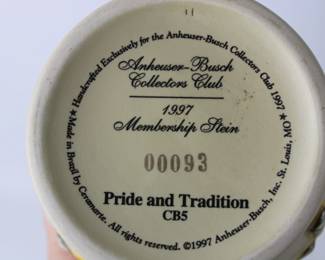 Handcrafted Exclusively for the Anheuser-Busch Collectors Club 1997 ★
Anheuser-Busch
Collectors Club
1997
Membership Stein
00093
Pride and Tradition
CB5
★ Made in Brazil by Ceramarte. All rights reserved. ©1997 Anheuser-Busch, Inc. St. Louis, MO